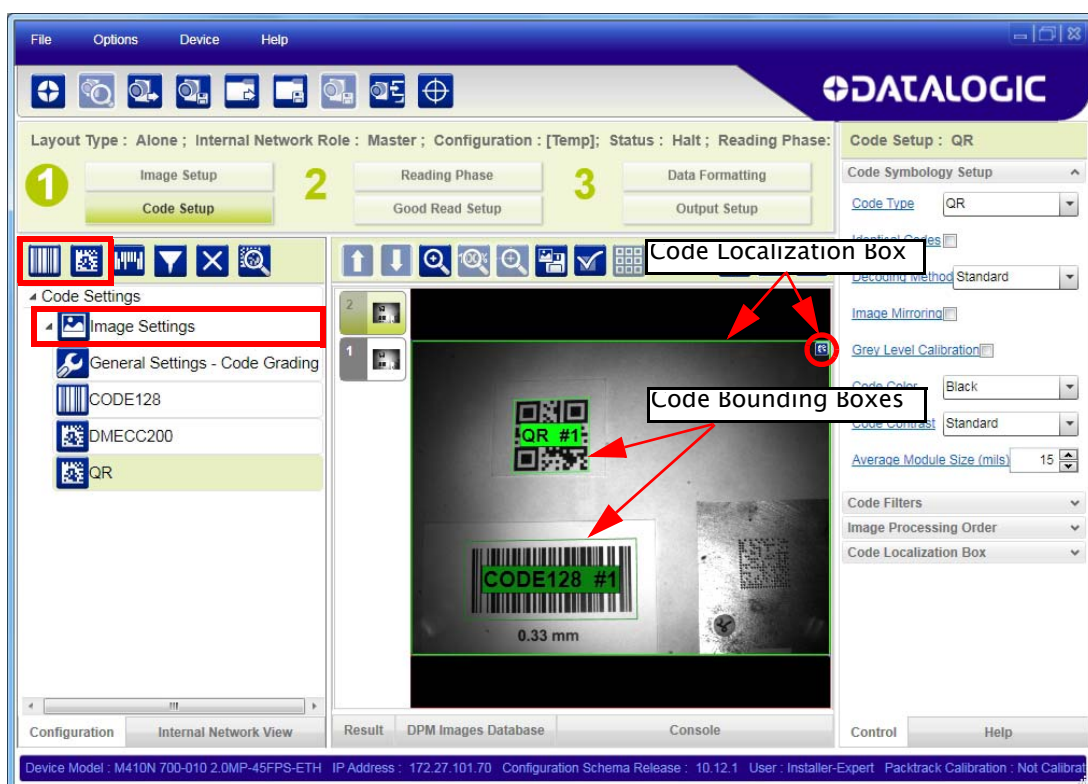 File Options Device Help
DATALOGIC
Layout Type : Alone ; Internal Network Role : Master ; Configuration : [Temp]; Status : Halt ; Reading Phase:
1
Image Setup
Code Setup
2
Reading Phase
Good Read Setup
3
Data Formatting
Output Setup
Code Settings
Image Settings
General Settings - Code Grading
CODE128
DMECC200
QR
Configuration
Internal Network View
100%
2
1
Code Localization Box
Code Bounding Boxes
QR #1
CODE128 #1
0.33 mm
Result
DPM Images Database
Console
Code Setup : QR
Code Symbology Setup
Code Type QR
Identical Codes
Decoding Method Standard
Image Mirroring
Grey Level Calibration
Code Color Black
Code Contrast Standard
Average Module Size (mils) 15
Code Filters
Image Processing Order
Code Localization Box
Control
Help
Device Model : M410N 700-010 2.0MP-45FPS-ETH IP Address : 172.27.101.70 Configuration Schema Release : 10.12.1 User : Installer-Expert Packtrack Calibration : Not Calibrat